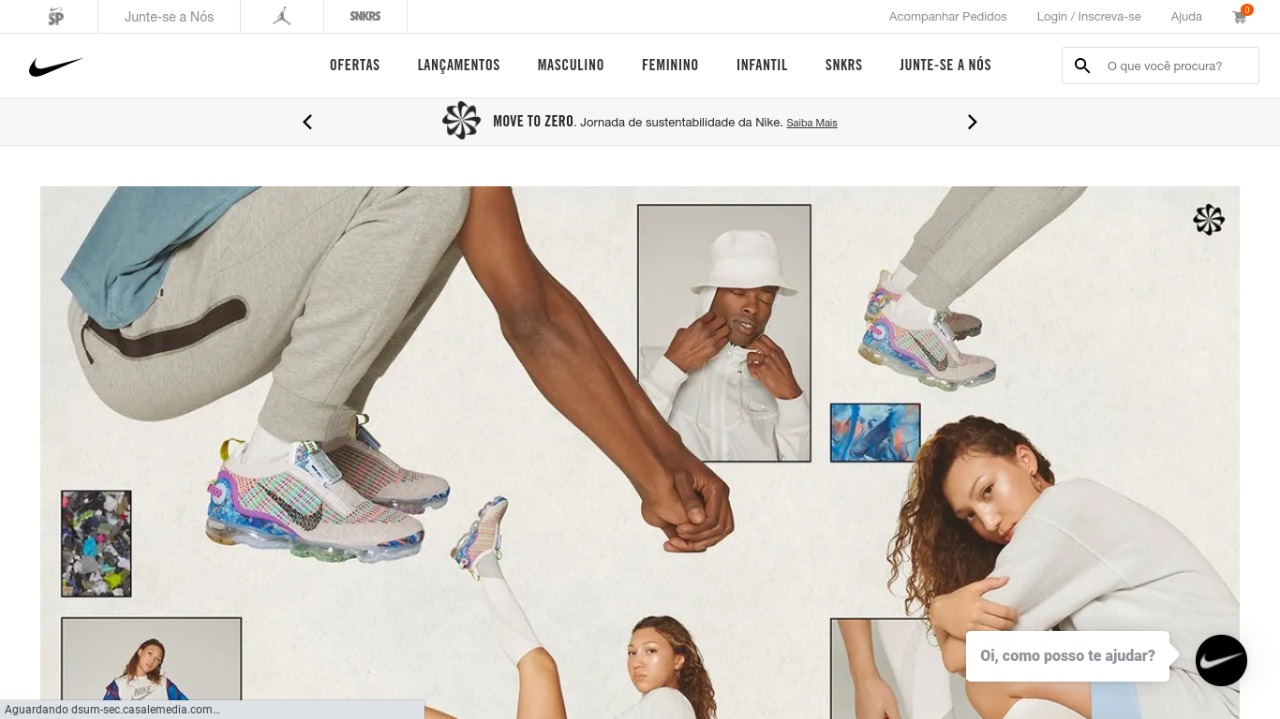 SP
Junte-se a Nós
SNKRS
Acompanhar Pedidos
Login / Inscreva-se
Ajuda
0
OFERTAS
LANÇAMENTOS
MASCULINO
FEMININO
INFANTIL
SNKRS
JUNTE-SE A NÓS
O que você procura?
MOVE TO ZERO. Jornada de sustentabilidade da Nike. Saiba Mais
NIKE
Oi, como posso te ajudar?
Aguardando dsum-sec.casalemedia.com...